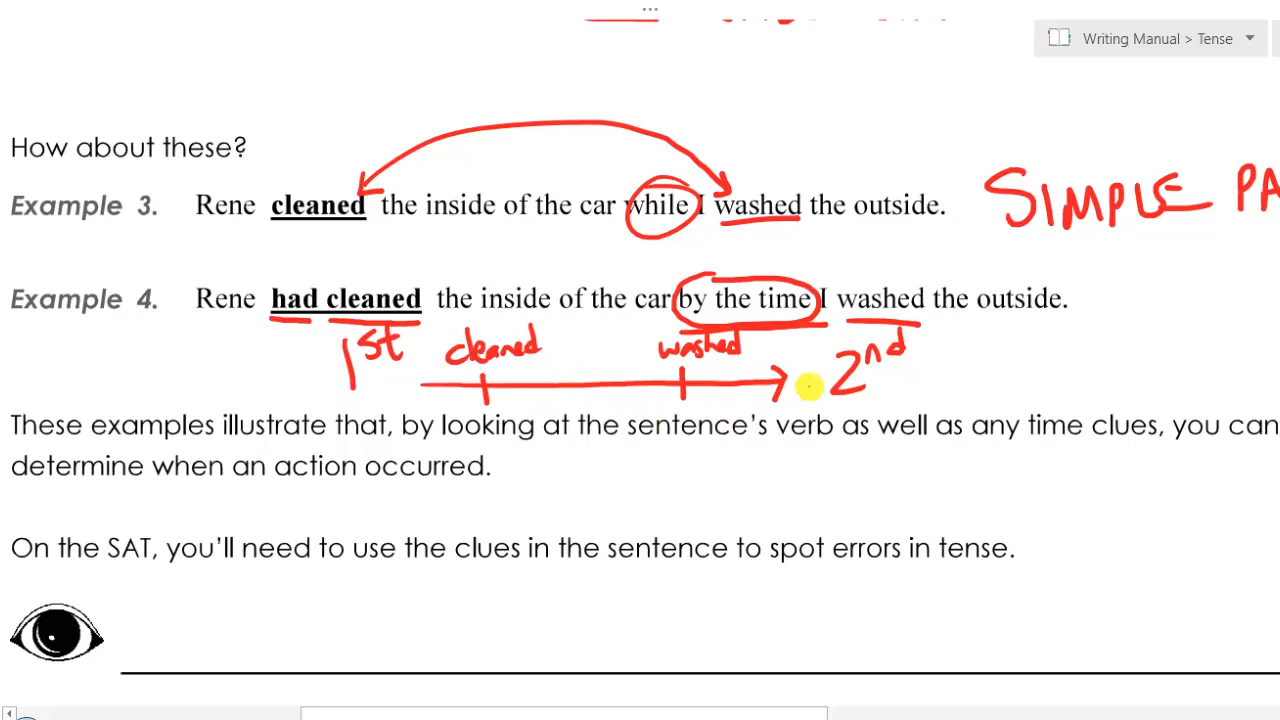 Writing Manual > Tense
How about these?
Example 3. Rene cleaned the inside of the car while I washed the outside. SIMPLE PA
Example 4. Rene had cleaned the inside of the car by the time I washed the outside.
1st cleaned washed 2nd
These examples illustrate that, by looking at the sentence's verb as well as any time clues, you can
determine when an action occurred.
On the SAT, you'll need to use the clues in the sentence to spot errors in tense.